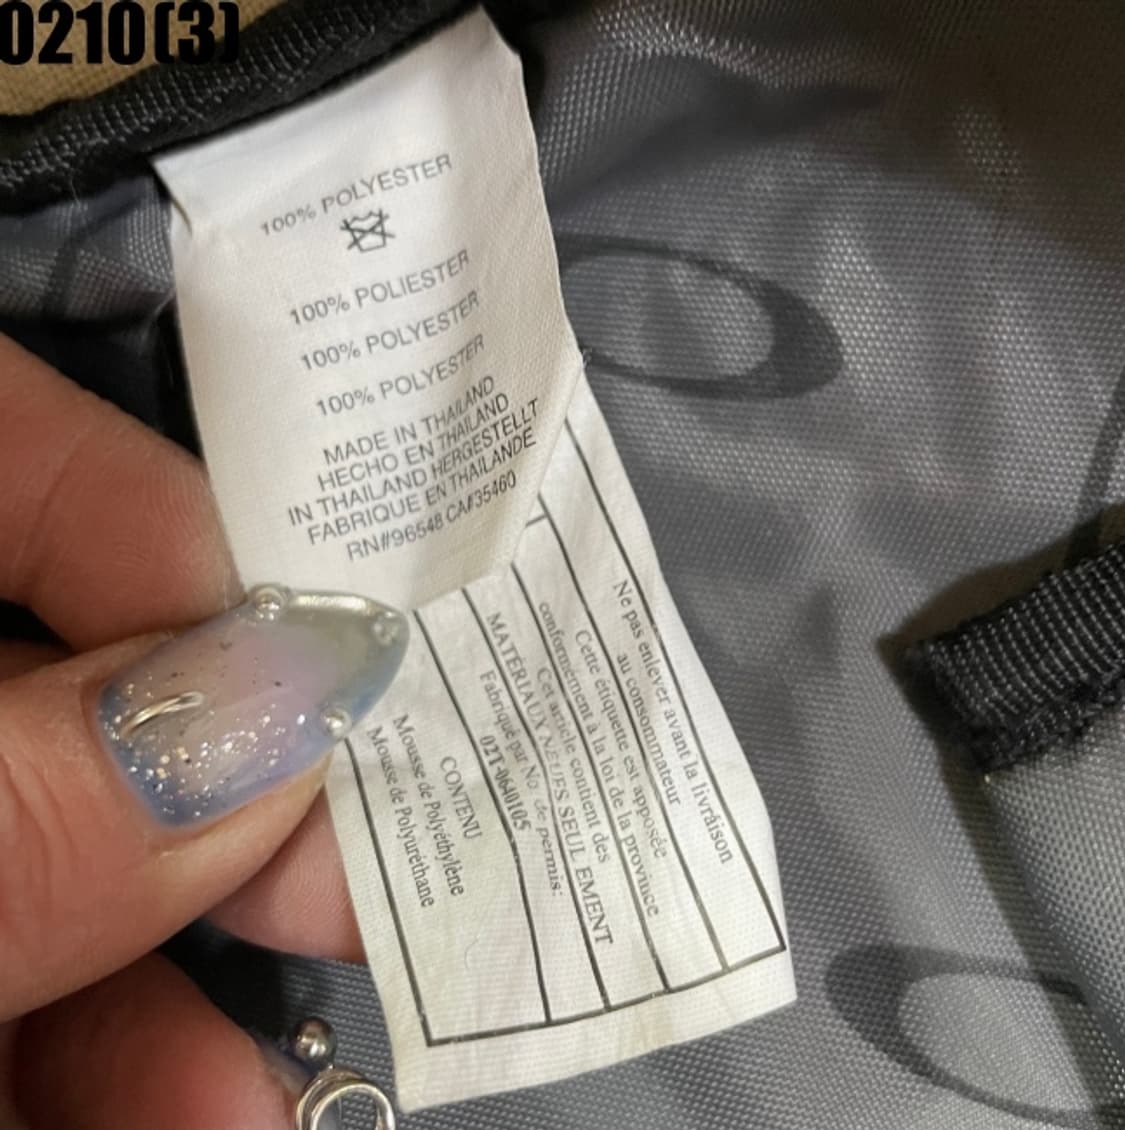 0210(3)
100% POLYESTER
100% POLIESTER
100% POLYESTER
100% POLYESTER
MADE IN THAILAND
HECHO EN THAILAND
IN THAILAND HERGESTELLT
FABRIQUE EN THAILANDE
RN#96548 CA#35460
Ne pas enlever avant la livraison
au consommateur
Cette étiquette est apposée
conformément à la loi de la province
Cet article contient des
MATÉRIAUX NEUFS SEUL EMENT
Fabriqué par No de permis:
02T-0640105
CONTENU
Mousse de Polyéthylène
Mousse de Polyuréthane